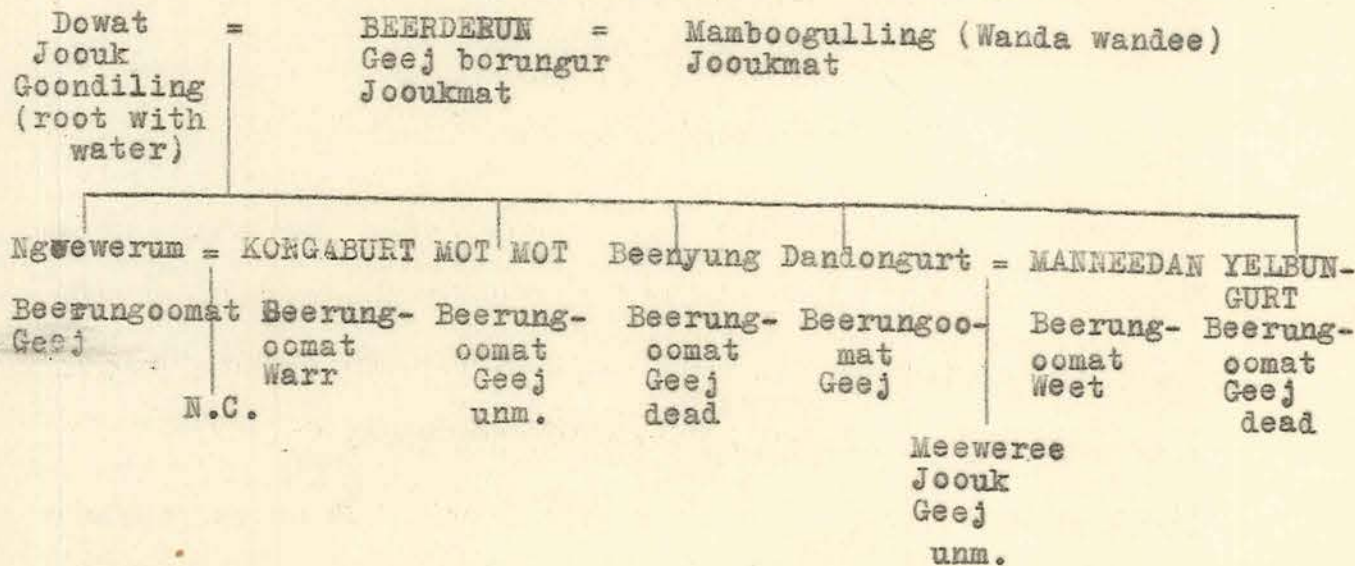 Dowat = BEERDERUN = Mamboogulling (Wanda wandee)
Joouk Geej borungur Jooukmat
Goondiling Jooukmat
(root with
water)
Ngwewerum = KONGABURT MOT MOT Beenyung Dandongurt = MANNEEDAN YELBUN-
GURT
Beerungoomat Beerung- Beerung- Beerung- Beerungoo- Beerung- Beerung-
Geej oomat oomat oomat mat oomat oomat
Warr Geej Geej Geej Weet Geej
N.C. unm. dead dead
Meeweree
Joouk
Geej
unm.